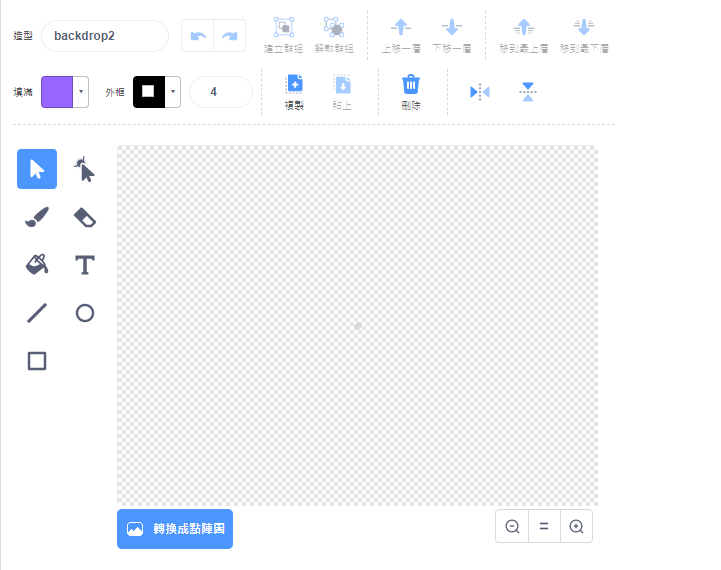 造型 backdrop2
建立群組 解散群組 上移一層 下移一層 移到最上層 移到最下層
填滿 外框 4
複製 貼上 刪除
T
轉換成點陣圖